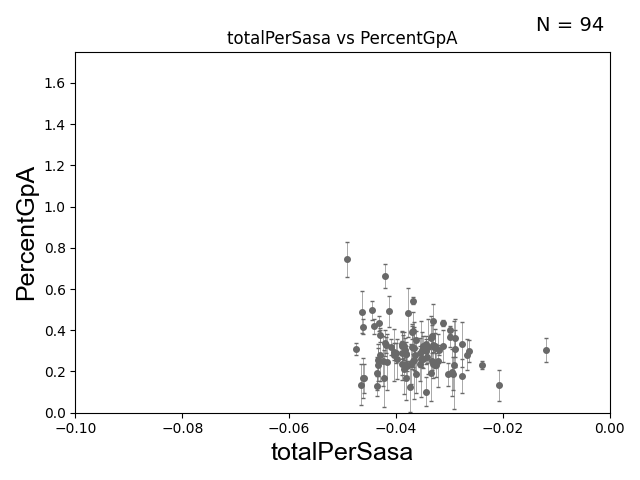 N = 94
totalPerSasa vs PercentGpA
PercentGpA
1.6
1.4
1.2
1.0
0.8
0.6
0.4
0.2
0.0
−0.10 −0.08 −0.06 −0.04 −0.02 0.00
totalPerSasa